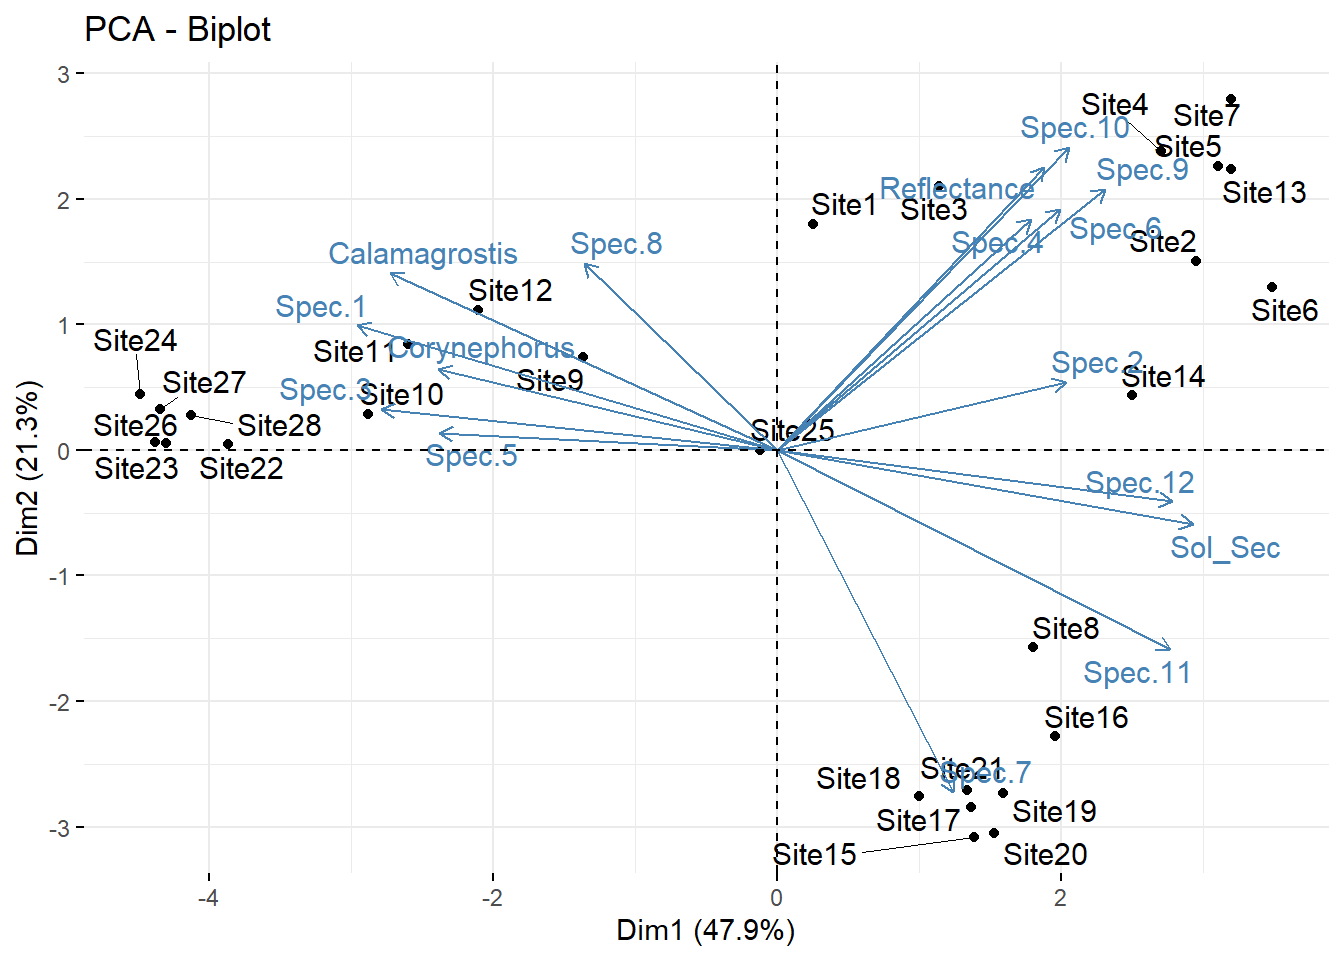 PCA - Biplot
3
2
1
0
-1
-2
-3
Dim2 (21.3%)
Site4
Site7
Spec.10
Site5
Spec.9
Reflectance
Site13
Site1
Site3
Spec.6
Spec.4
Site2
Spec.8
Calamagrostis
Site12
Spec.1
Site6
Site24
Corynephorus
Site11
Spec.2
Site14
Site27
Spec.3
Site10
Site9
Site26
Site28
Site25
Spec.5
Site23
Site22
Spec.12
Sol_Sec
Site8
Spec.11
Site16
Site18
Site21
Spec.7
Site17
Site19
Site15
Site20
-4
-2
0
2
Dim1 (47.9%)